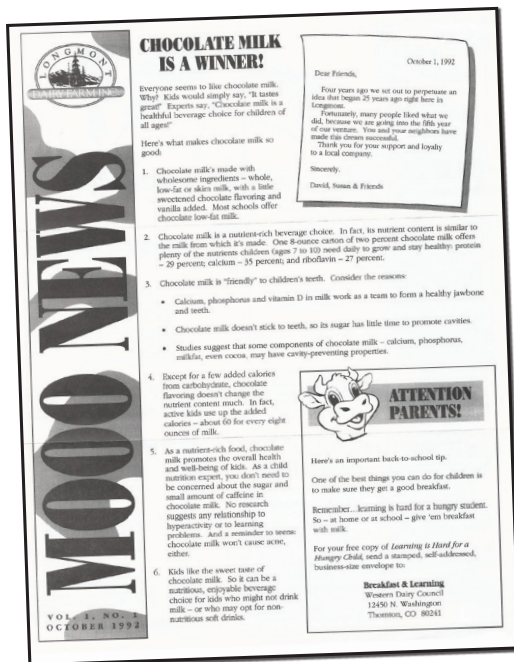 LONGMONT
DAIRY FARM INC.
MOOO NEWS
VOL. 1, NO. 1
OCTOBER 1992
CHOCOLATE MILK
IS A WINNER!
Everyone seems to like chocolate milk.
Why? Kids would simply say, "It tastes
great!" Experts say, "Chocolate milk is a
healthful beverage choice for children of
all ages!"
Here's what makes chocolate milk so
good:
1. Chocolate milk's made with
wholesome ingredients – whole,
low-fat or skim milk, with a little
sweetened chocolate flavoring and
vanilla added. Most schools offer
chocolate low-fat milk.
October 1, 1992
Dear Friends,
Four years ago we set out to perpetuate an
idea that began 25 years ago right here in
Longmont.
Fortunately, many people liked what we
did, because we are going into the fifth year
of our venture. You and your neighbors have
made this dream successful.
Thank you for your support and loyalty
to a local company.
Sincerely,
David, Susan & Friends
2. Chocolate milk is a nutrient-rich beverage choice. In fact, its nutrient content is similar to
the milk from which it's made. One 8-ounce carton of two percent chocolate milk offers
plenty of the nutrients children (ages 7 to 10) need daily to grow and stay healthy: protein
– 29 percent; calcium – 35 percent; and riboflavin – 27 percent.
3. Chocolate milk is "friendly" to children's teeth. Consider the reasons:
• Calcium, phosphorus and vitamin D in milk work as a team to form a healthy jawbone
and teeth.
• Chocolate milk doesn't stick to teeth, so its sugar has little time to promote cavities.
• Studies suggest that some components of chocolate milk – calcium, phosphorus,
milkfat, even cocoa, may have cavity-preventing properties.
4. Except for a few added calories
from carbohydrate, chocolate
flavoring doesn't change the
nutrient content much. In fact,
active kids use up the added
calories – about 60 for every eight
ounces of milk.
5. As a nutrient-rich food, chocolate
milk promotes the overall health
and well-being of kids. As a child
nutrition expert, you don't need to
be concerned about the sugar and
small amount of caffeine in
chocolate milk. No research
suggests any relationship to
hyperactivity or to learning
problems. And a reminder to teens:
chocolate milk won't cause acne,
either.
6. Kids like the sweet taste of
chocolate milk. So it can be a
nutritious, enjoyable beverage
choice for kids who might not drink
milk – or who may opt for non-
nutritious soft drinks.
ATTENTION
PARENTS!
Here's an important back-to-school tip.
One of the best things you can do for children is
to make sure they get a good breakfast.
Remember...learning is hard for a hungry student.
So – at home or at school – give 'em breakfast
with milk.
For your free copy of Learning is Hard for a
Hungry Child, send a stamped, self-addressed,
business-size envelope to:
Breakfast & Learning
Western Dairy Council
12450 N. Washington
Thornton, CO 80241